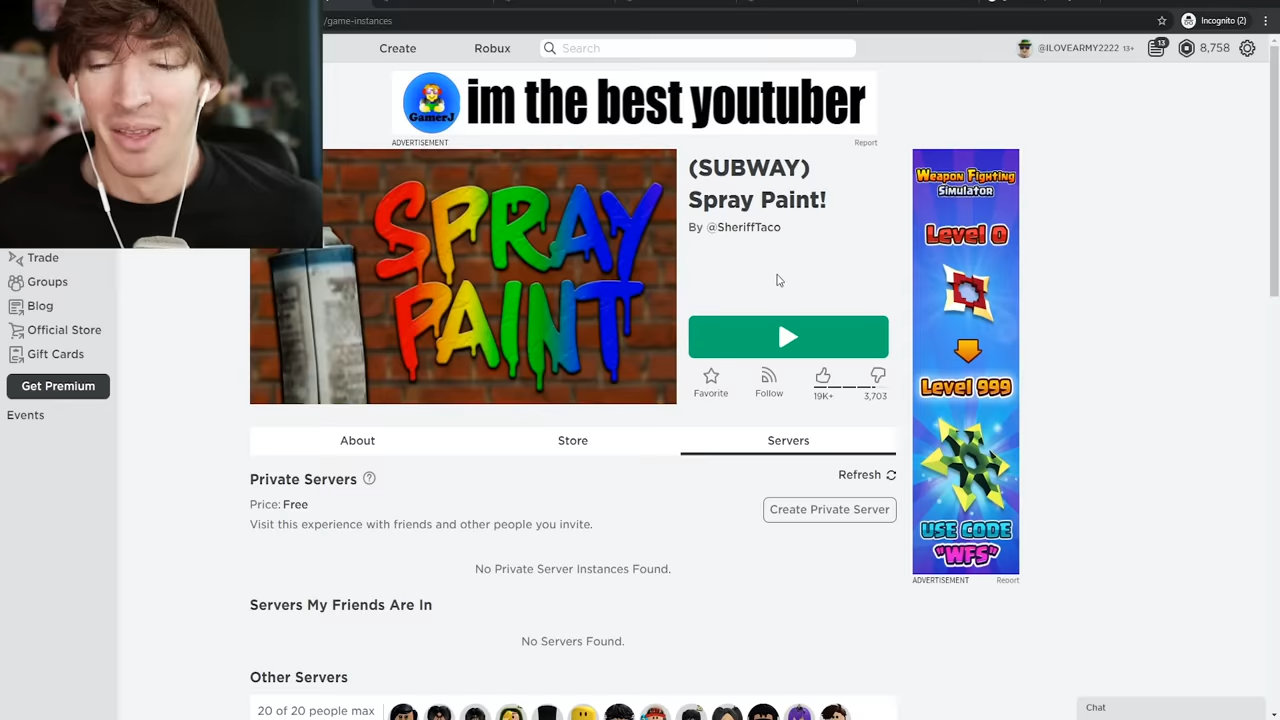 /game-instances
Incognito (2)
Create
Robux
Search
@ILOVEARMY2222 13+
13
8,758
GamerJ
im the best youtuber
ADVERTISEMENT
Report
SPRAY
PAINT
(SUBWAY)
Spray Paint!
By @SheriffTaco
Favorite
Follow
19K+
3,703
Weapon Fighting
Simulator
Level 0
Level 999
USE CODE
"WFS"
ADVERTISEMENT
Report
Trade
Groups
Blog
Official Store
Gift Cards
Get Premium
Events
About
Store
Servers
Private Servers
Refresh
Price: Free
Create Private Server
Visit this experience with friends and other people you invite.
No Private Server Instances Found.
Servers My Friends Are In
No Servers Found.
Other Servers
20 of 20 people max
Chat